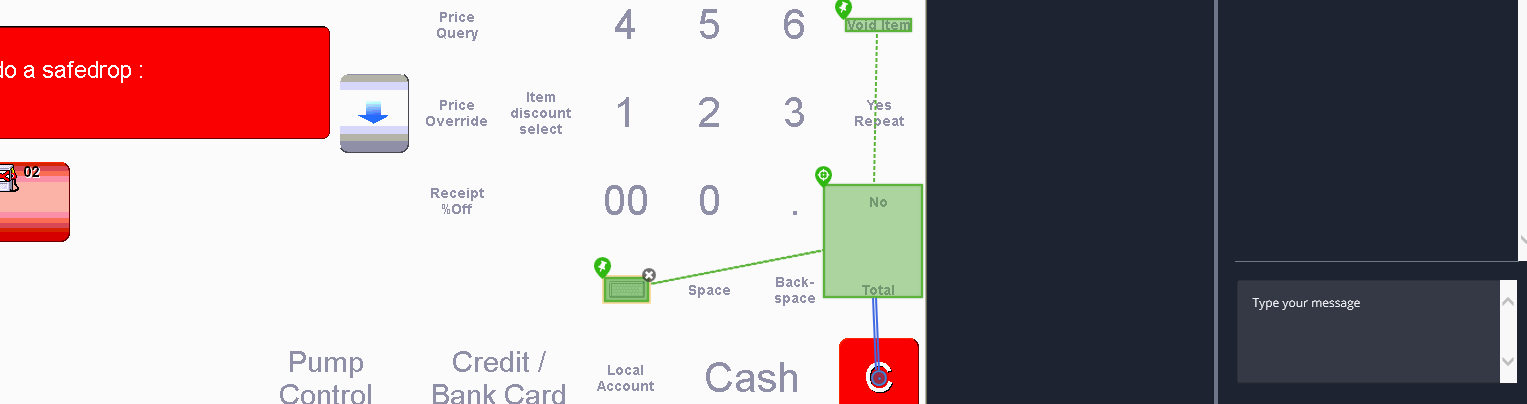 Price
Query
4
5
6
Void Item
do a safedrop :
Price
Override
Item
discount
select
1
2
3
Yes
Repeat
02
Receipt
%Off
00
0
.
No
Space
Back-
space
Total
Type your message
Pump
Control
Credit /
Bank Card
Local
Account
Cash
C